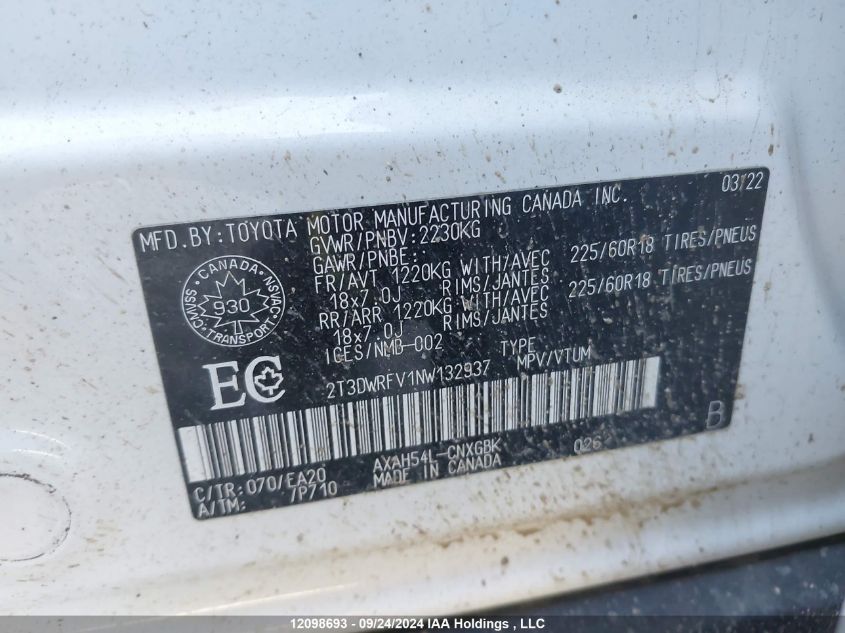 MFD.BY:TOYOTA MOTOR MANUFACTURING CANADA INC. 03/22
GVWR/PNBV:2230KG
GAWR/PNBE:
FR/AVT 1220KG WITH/AVEC 225/60R18 TIRES/PNEUS
18x7.0J RIMS/JANTES
RR/ARR 1220KG WITH/AVEC 225/60R18 TIRES/PNEUS
18x7.0J RIMS/JANTES
ICES/NMB-002
CANADA
NSVAC
930
CMVSS
TRANSPORT
EC
2T3DWRFV1NW132937 TYPE MPV/VTUM
B
C/TR:070/EA20 AXAH54L-CNXGBK 026
A/TM: 7P710 MADE IN CANADA
12098693 - 09/24/2024 IAA Holdings, LLC